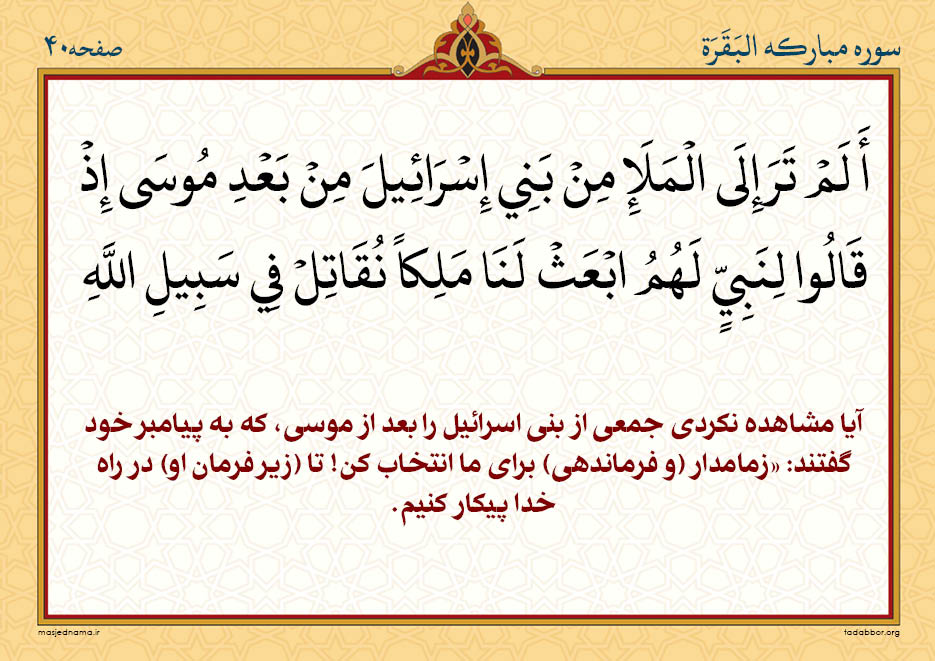 سوره مبارکه البَقَرَة
صفحه۴۰
أَ لَمْ تَرَ إِلَى الْمَلَإِ مِنْ بَنِي إِسْرَائِيلَ مِنْ بَعْدِ مُوسَى إِذْ
قَالُوا لِنَبِيٍّ لَهُمُ ابْعَثْ لَنَا مَلِكاً نُقَاتِلْ فِي سَبِيلِ اللَّهِ
آیا مشاهده نکردی جمعی از بنی اسرائیل را بعد از موسی، که به پیامبر خود
گفتند: «زمامدار (و فرماندهی) برای ما انتخاب کن! تا (زیر فرمان او) در راه
خدا پیکار کنیم.
masjednama.ir
tadabbor.org